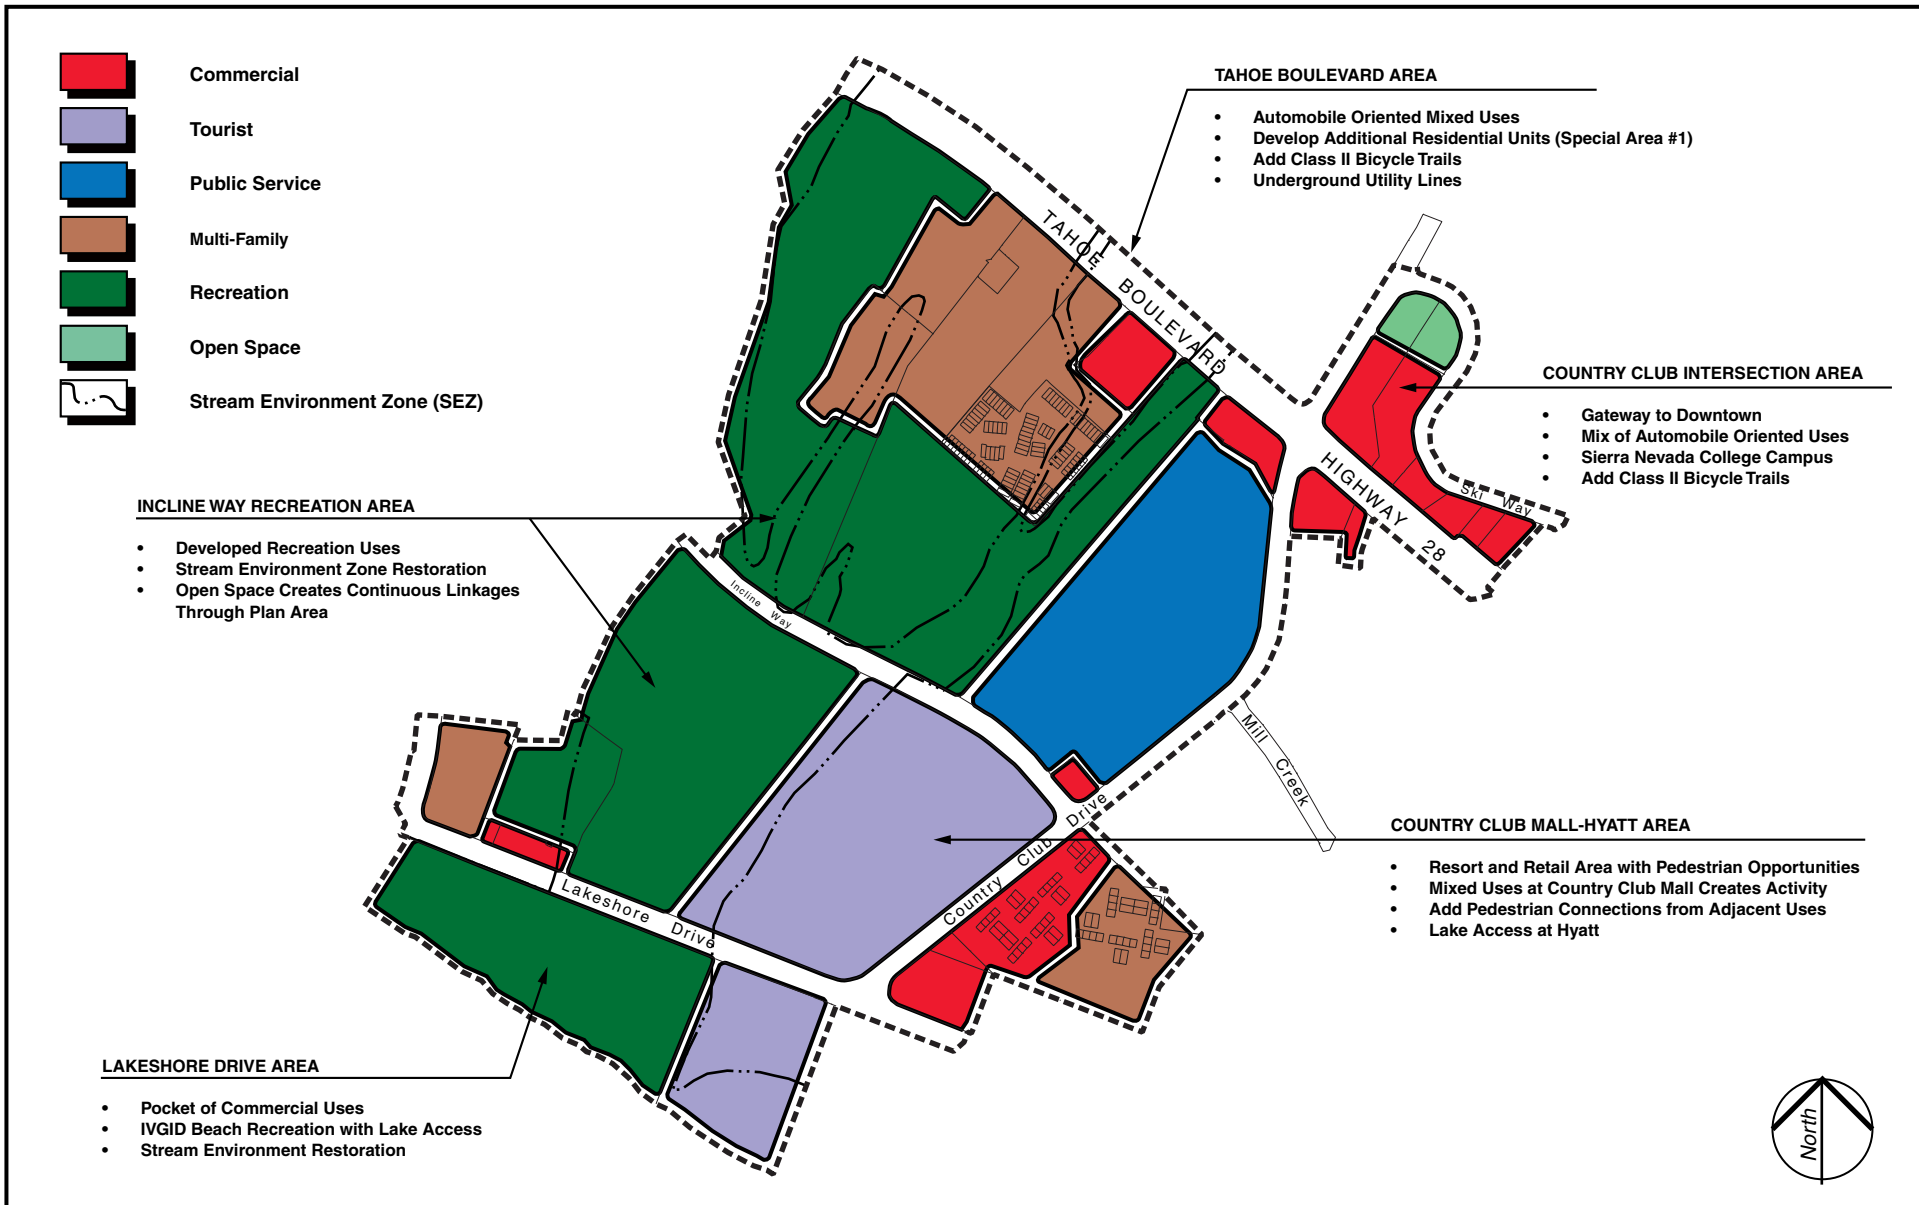 Commercial
Tourist
Public Service
Multi-Family
Recreation
Open Space
Stream Environment Zone (SEZ)
TAHOE BOULEVARD AREA
• Automobile Oriented Mixed Uses
• Develop Additional Residential Units (Special Area #1)
• Add Class II Bicycle Trails
• Underground Utility Lines
TAHOE BOULEVARD
COUNTRY CLUB INTERSECTION AREA
• Gateway to Downtown
• Mix of Automobile Oriented Uses
• Sierra Nevada College Campus
• Add Class II Bicycle Trails
HIGHWAY 28
Ski Way
INCLINE WAY RECREATION AREA
• Developed Recreation Uses
• Stream Environment Zone Restoration
• Open Space Creates Continuous Linkages
Through Plan Area
Incline Way
Mill Creek
Country Club Drive
COUNTRY CLUB MALL-HYATT AREA
• Resort and Retail Area with Pedestrian Opportunities
• Mixed Uses at Country Club Mall Creates Activity
• Add Pedestrian Connections from Adjacent Uses
• Lake Access at Hyatt
Lakeshore Drive
LAKESHORE DRIVE AREA
• Pocket of Commercial Uses
• IVGID Beach Recreation with Lake Access
• Stream Environment Restoration
North